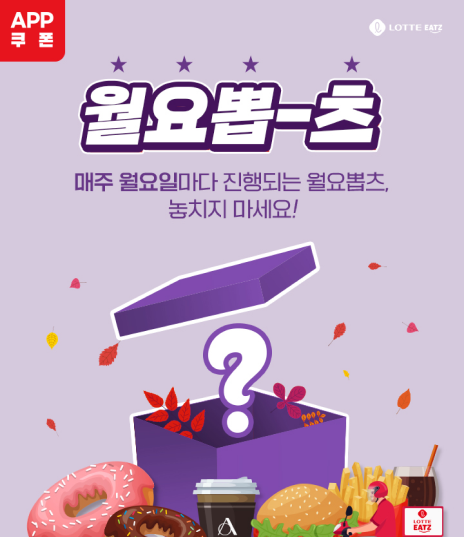 APP
쿠폰
LOTTE EATZ
월요뽑-츠
매주 월요일마다 진행되는 월요뽑츠,
놓치지 마세요!
?
A
LOTTE
EATZ